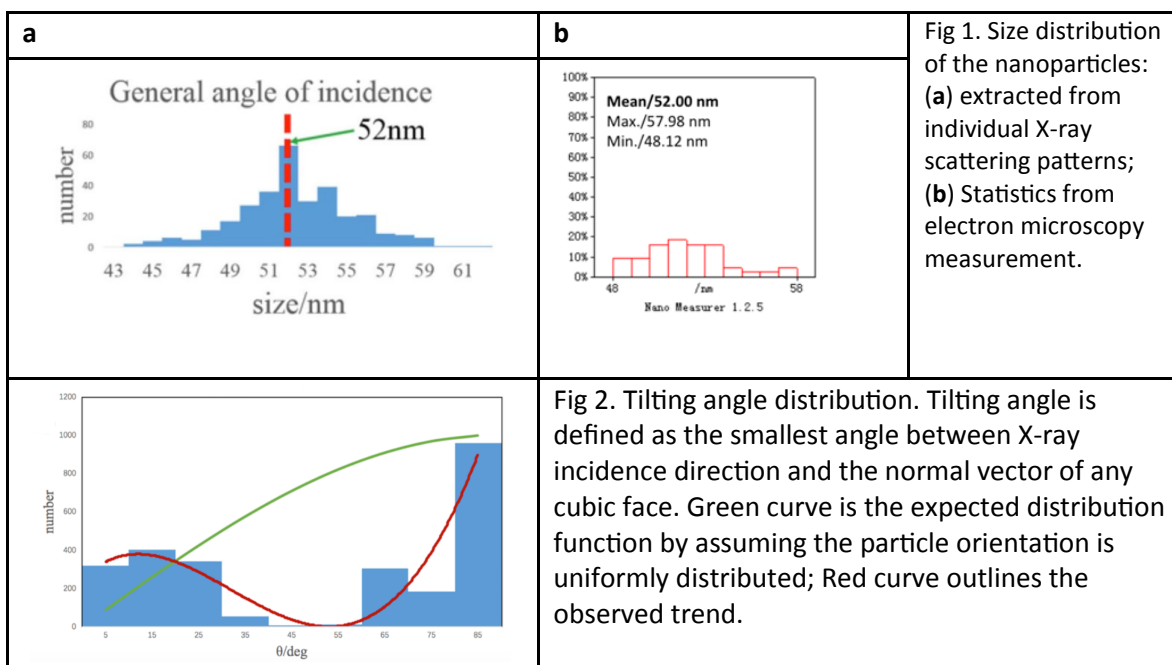 a
b
Fig 1. Size distribution
of the nanoparticles:
(a) extracted from
individual X-ray
scattering patterns;
(b) Statistics from
electron microscopy
measurement.
General angle of incidence
52nm
80
60
40
20
0
number
43 45 47 49 51 53 55 57 59 61
size/nm
100%
90%
80%
70%
60%
50%
40%
30%
20%
10%
0%
Mean/52.00 nm
Max./57.98 nm
Min./48.12 nm
48 /nm 58
Nano Measurer 1.2.5
1200
1000
800
600
400
200
0
number
5 15 25 35 45 55 65 75 85
θ/deg
Fig 2. Tilting angle distribution. Tilting angle is
defined as the smallest angle between X-ray
incidence direction and the normal vector of any
cubic face. Green curve is the expected distribution
function by assuming the particle orientation is
uniformly distributed; Red curve outlines the
observed trend.